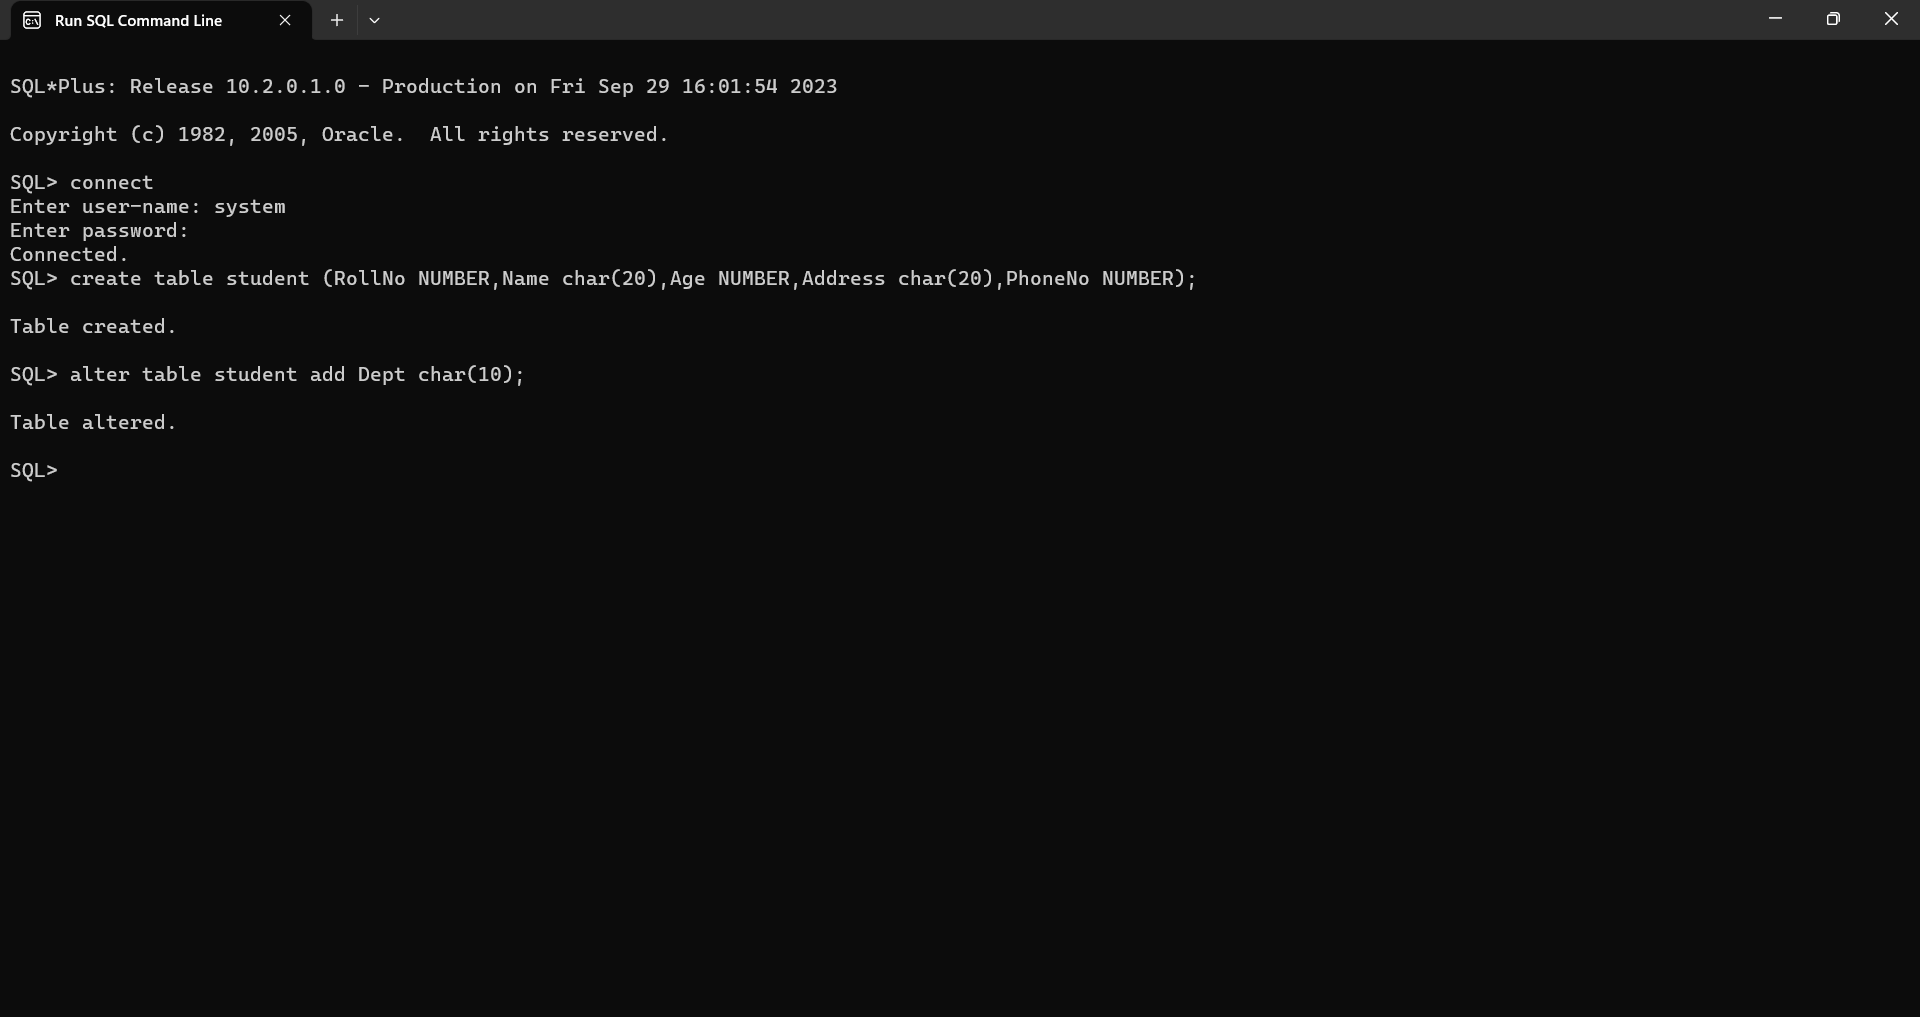 Run SQL Command Line
SQL*Plus: Release 10.2.0.1.0 - Production on Fri Sep 29 16:01:54 2023
Copyright (c) 1982, 2005, Oracle.  All rights reserved.
SQL> connect
Enter user-name: system
Enter password:
Connected.
SQL> create table student (RollNo NUMBER,Name char(20),Age NUMBER,Address char(20),PhoneNo NUMBER);
Table created.
SQL> alter table student add Dept char(10);
Table altered.
SQL>